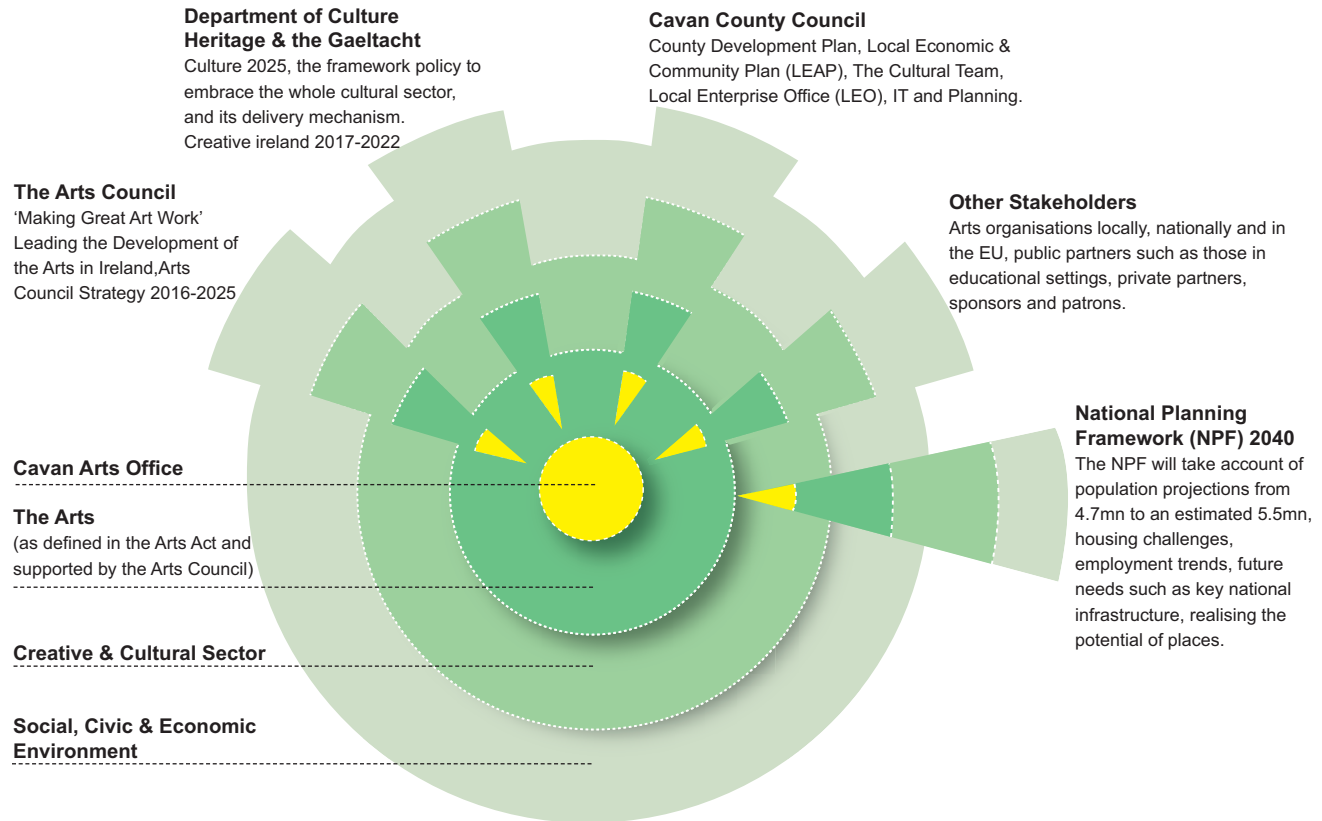 Department of Culture
Heritage & the Gaeltacht
Culture 2025, the framework policy to
embrace the whole cultural sector,
and its delivery mechanism.
Creative ireland 2017-2022
Cavan County Council
County Development Plan, Local Economic &
Community Plan (LEAP), The Cultural Team,
Local Enterprise Office (LEO), IT and Planning.
The Arts Council
‘Making Great Art Work’
Leading the Development of
the Arts in Ireland,Arts
Council Strategy 2016-2025
Other Stakeholders
Arts organisations locally, nationally and in
the EU, public partners such as those in
educational settings, private partners,
sponsors and patrons.
National Planning
Framework (NPF) 2040
The NPF will take account of
population projections from
4.7mn to an estimated 5.5mn,
housing challenges,
employment trends, future
needs such as key national
infrastructure, realising the
potential of places.
Cavan Arts Office
The Arts
(as defined in the Arts Act and
supported by the Arts Council)
Creative & Cultural Sector
Social, Civic & Economic
Environment